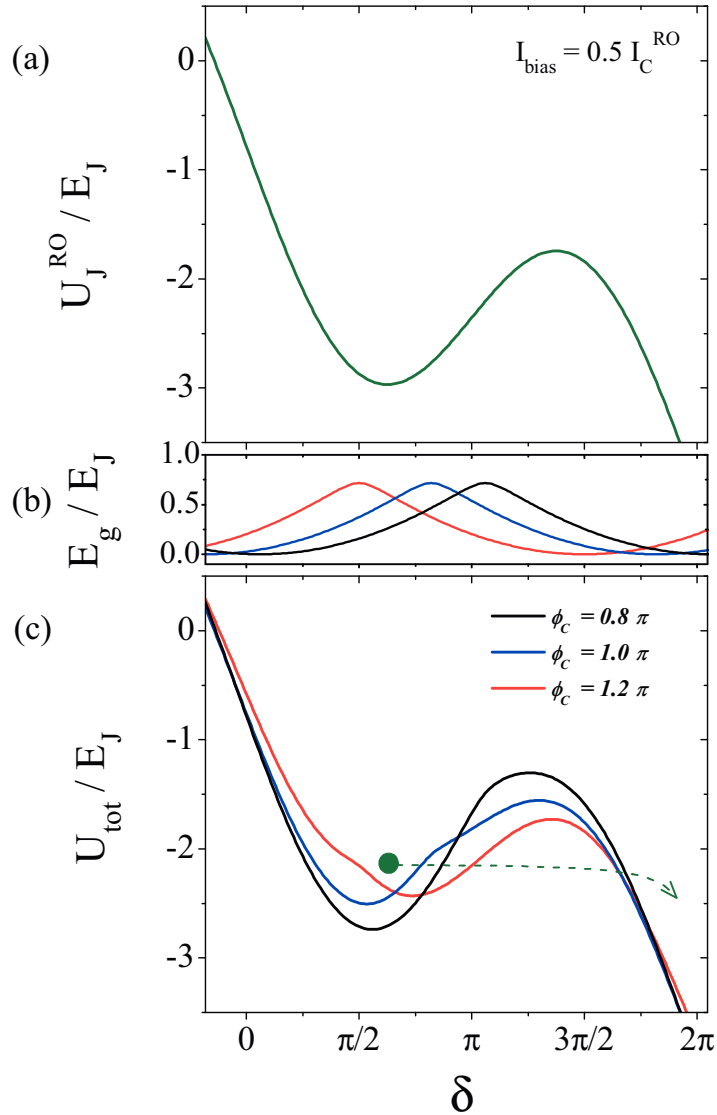 (a)
I_bias = 0.5 I_C^RO
U_J^RO / E_J
0
-1
-2
-3
(b)
E_g / E_J
1.0
0.5
0.0
(c)
U_tot / E_J
0
-1
-2
-3
ϕ_C = 0.8 π
ϕ_C = 1.0 π
ϕ_C = 1.2 π
0 π/2 π 3π/2 2π
δ